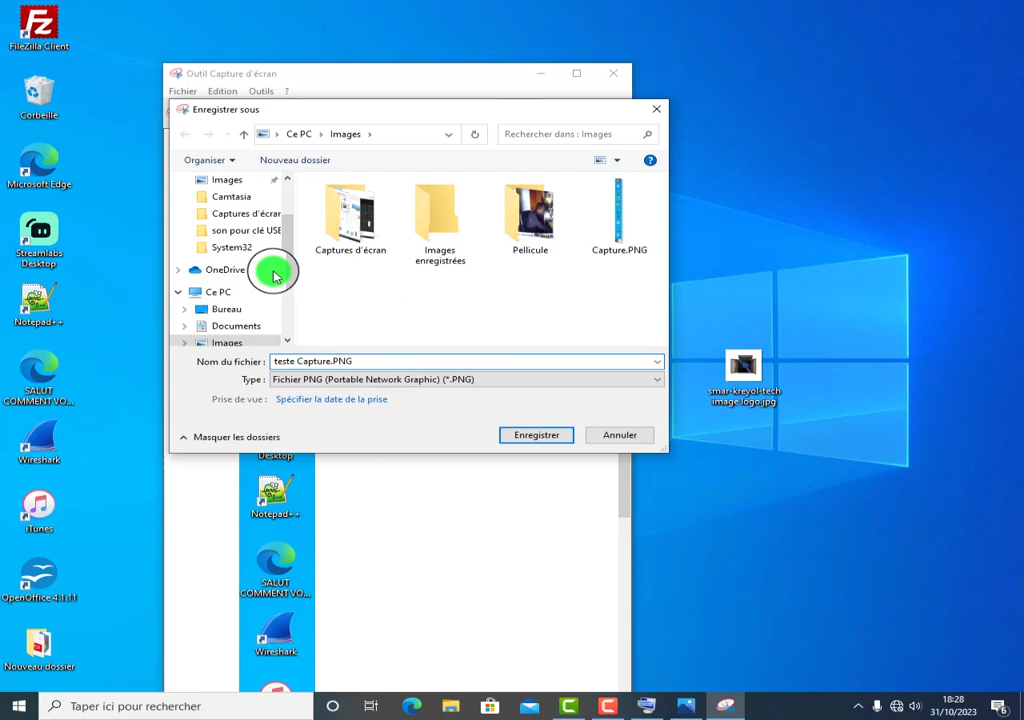 FileZilla Client
Corbeille
Microsoft Edge
Streamlabs
Desktop
Notepad++
SALUT
COMMENT VO...
Wireshark
iTunes
OpenOffice 4.1.11
Nouveau dossier
Outil Capture d'écran
Fichier Edition Outils ?
Enregistrer sous
Ce PC > Images >
Rechercher dans : Images
Organiser
Nouveau dossier
Images
Camtasia
Captures d'écrar
son pour clé USE
System32
OneDrive
Ce PC
Bureau
Documents
Images
Captures d'écran
Images
enregistrées
Pellicule
Capture.PNG
Nom du fichier : teste Capture.PNG
Type : Fichier PNG (Portable Network Graphic) (*.PNG)
Prise de vue : Spécifier la date de la prise
Masquer les dossiers
Enregistrer
Annuler
Desktop
Notepad++
SALUT
COMMENT VO...
Wireshark
smar-kreyol-tech
image logo.jpg
Taper ici pour rechercher
18:28
31/10/2023
6